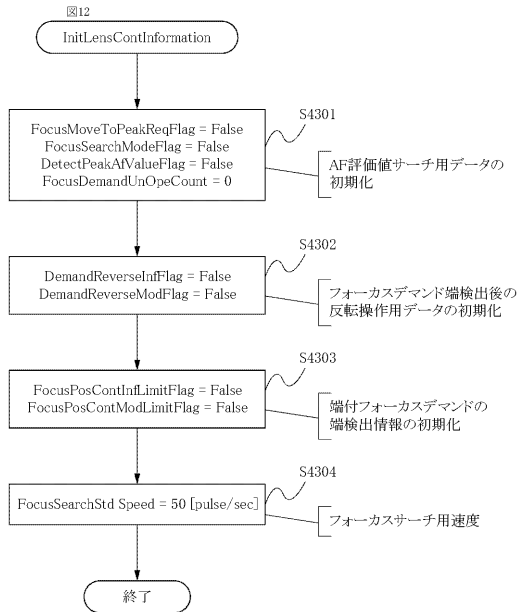 図12
InitLensContInformation
S4301
FocusMoveToPeakReqFlag = False
FocusSearchModeFlag = False
DetectPeakAfValueFlag = False
FocusDemandUnOpeCount = 0
AF評価値サーチ用データの
初期化
S4302
DemandReverseInfFlag = False
DemandReverseModFlag = False
フォーカスデマンド端検出後の
反転操作用データの初期化
S4303
FocusPosContInfLimitFlag = False
FocusPosContModLimitFlag = False
端付フォーカスデマンドの
端検出情報の初期化
S4304
FocusSearchStd Speed = 50 [pulse/sec]
フォーカスサーチ用速度
終了